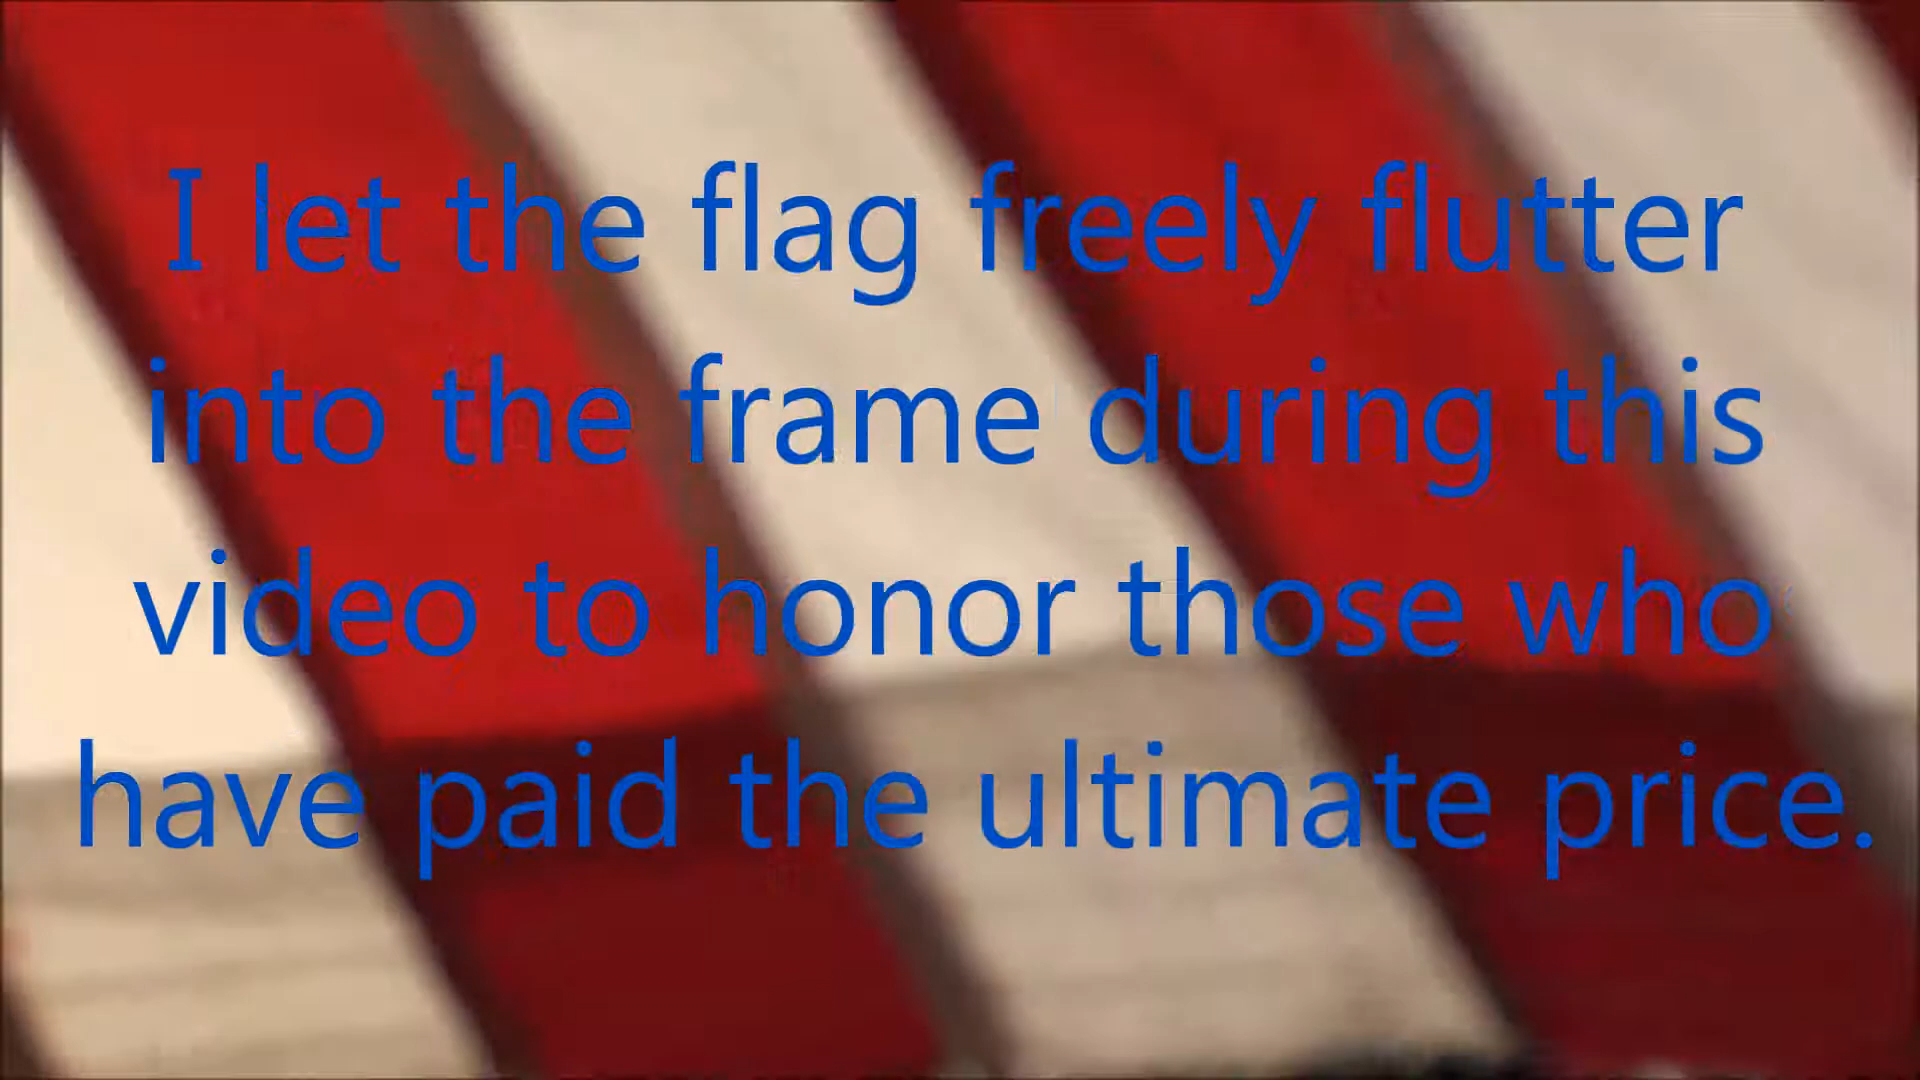 I let the flag freely flutter
into the frame during this
video to honor those who
have paid the ultimate price.